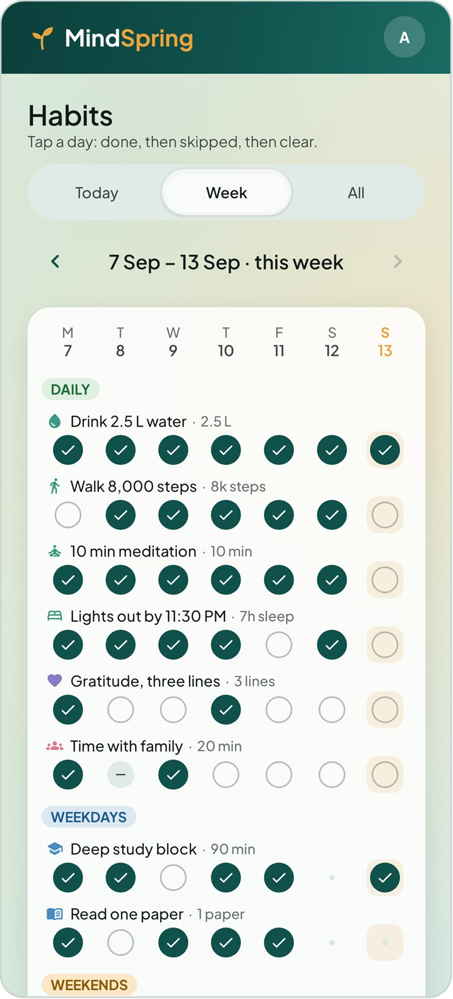 MindSpring
A
Habits
Tap a day: done, then skipped, then clear.
Today Week All
7 Sep – 13 Sep · this week
M T W T F S S
7 8 9 10 11 12 13
DAILY
Drink 2.5 L water · 2.5 L
Walk 8,000 steps · 8k steps
10 min meditation · 10 min
Lights out by 11:30 PM · 7h sleep
Gratitude, three lines · 3 lines
Time with family · 20 min
WEEKDAYS
Deep study block · 90 min
Read one paper · 1 paper
WEEKENDS